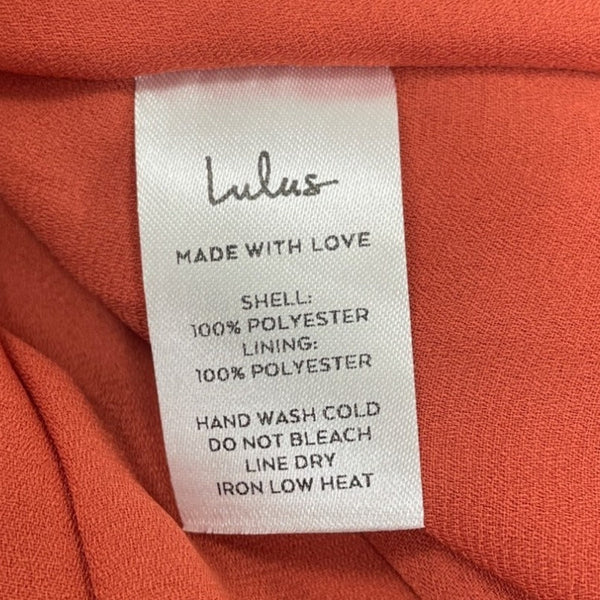 Lulus
MADE WITH LOVE
SHELL:
100% POLYESTER
LINING:
100% POLYESTER
HAND WASH COLD
DO NOT BLEACH
LINE DRY
IRON LOW HEAT